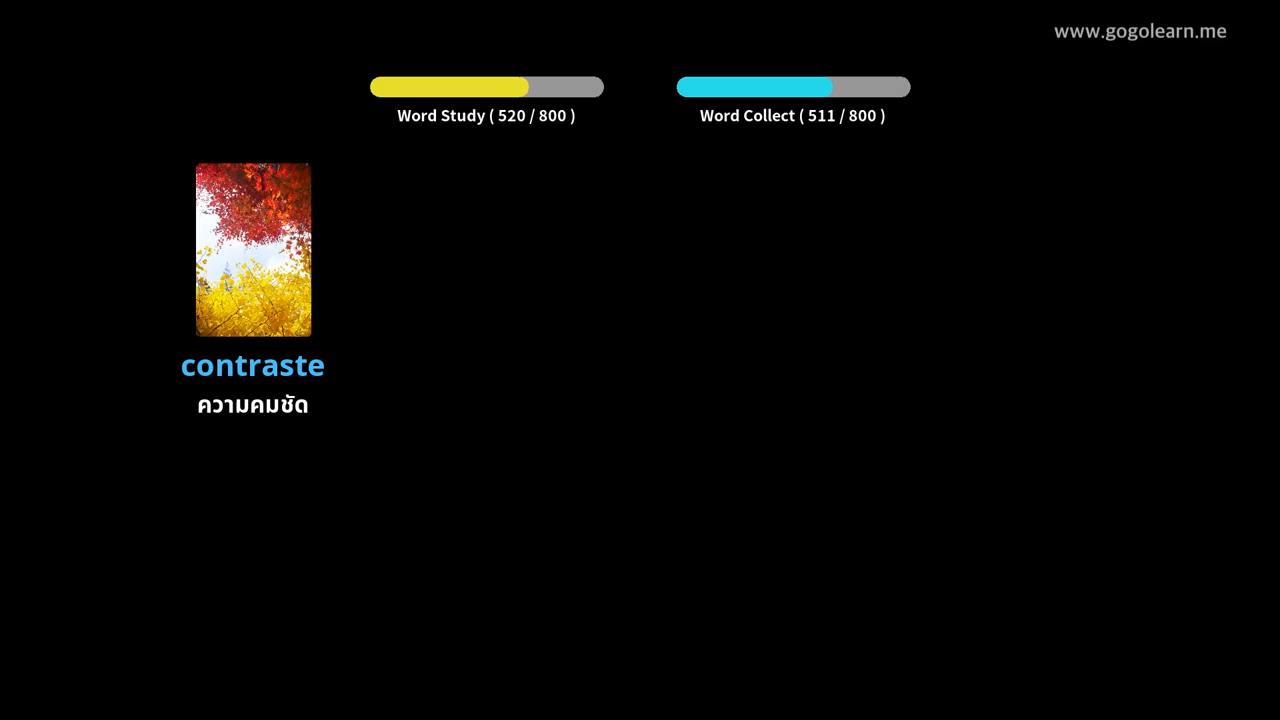 www.gogolearn.me
Word Study ( 520 / 800 )
Word Collect ( 511 / 800 )
contraste
ความคมชัด